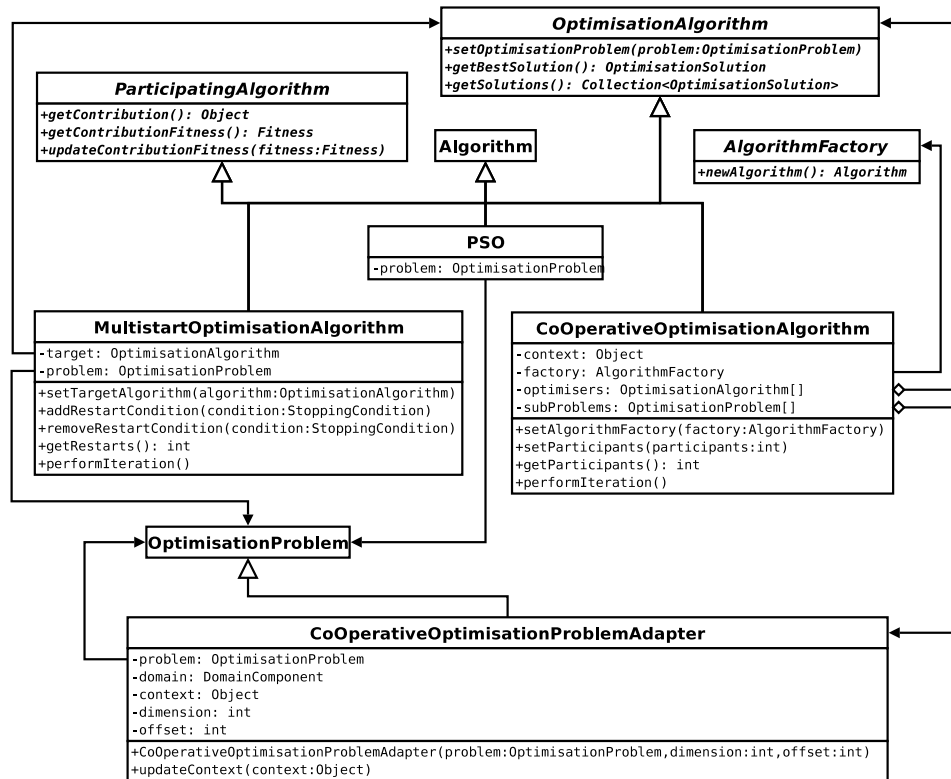 OptimisationAlgorithm
+setOptimisationProblem(problem:OptimisationProblem)
+getBestSolution(): OptimisationSolution
+getSolutions(): Collection<OptimisationSolution>
ParticipatingAlgorithm
+getContribution(): Object
+getContributionFitness(): Fitness
+updateContributionFitness(fitness:Fitness)
Algorithm
AlgorithmFactory
+newAlgorithm(): Algorithm
PSO
-problem: OptimisationProblem
MultistartOptimisationAlgorithm
-target: OptimisationAlgorithm
-problem: OptimisationProblem
+setTargetAlgorithm(algorithm:OptimisationAlgorithm)
+addRestartCondition(condition:StoppingCondition)
+removeRestartCondition(condition:StoppingCondition)
+getRestarts(): int
+performIteration()
CoOperativeOptimisationAlgorithm
-context: Object
-factory: AlgorithmFactory
-optimisers: OptimisationAlgorithm[]
-subProblems: OptimisationProblem[]
+setAlgorithmFactory(factory:AlgorithmFactory)
+setParticipants(participants:int)
+getParticipants(): int
+performIteration()
OptimisationProblem
CoOperativeOptimisationProblemAdapter
-problem: OptimisationProblem
-domain: DomainComponent
-context: Object
-dimension: int
-offset: int
+CoOperativeOptimisationProblemAdapter(problem:OptimisationProblem,dimension:int,offset:int)
+updateContext(context:Object)